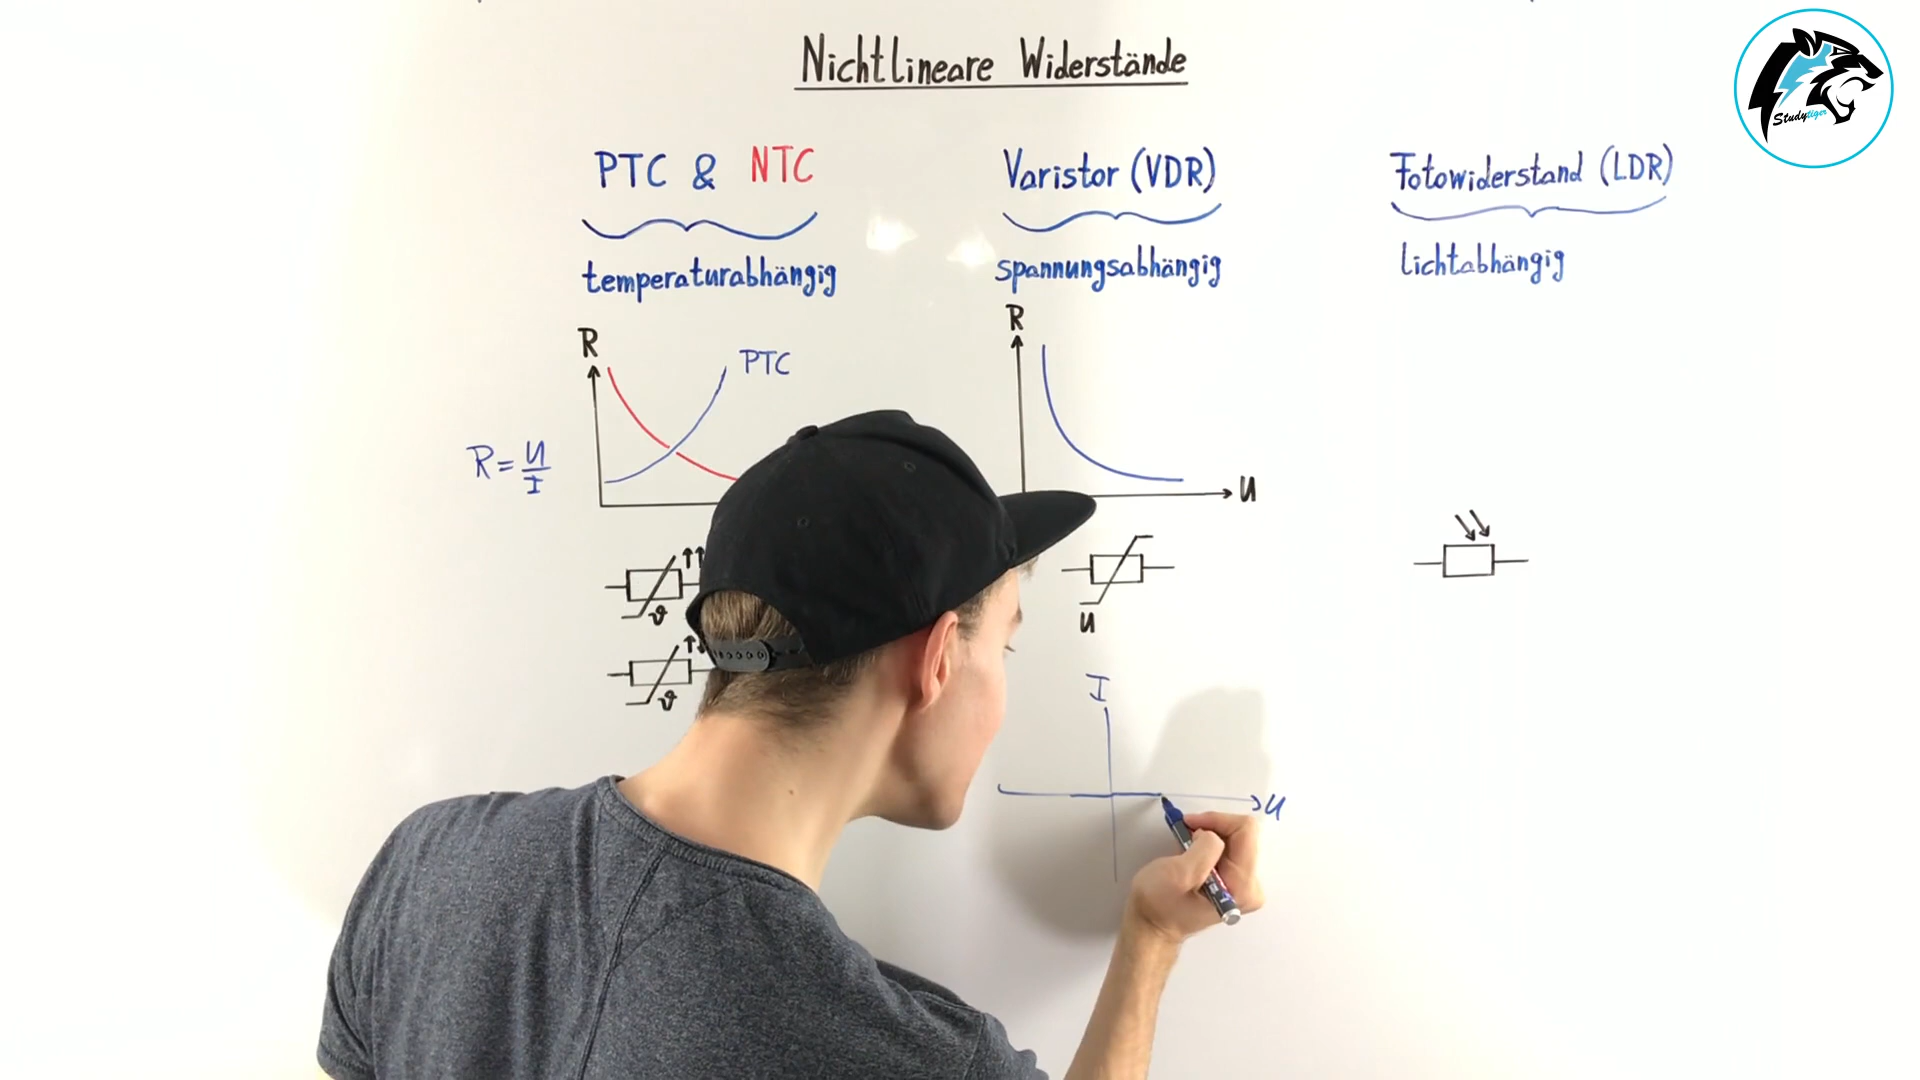 Nichtlineare Widerstände
Studytiger
PTC & NTC
temperaturabhängig
R
PTC
R = U/I
ϑ
ϑ
Varistor (VDR)
spannungsabhängig
R
U
U
I
U
Fotowiderstand (LDR)
lichtabhängig